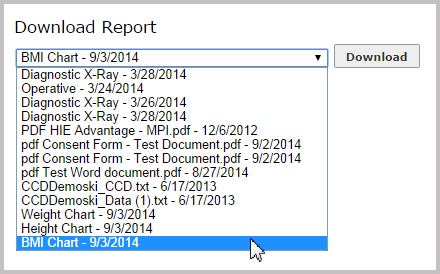 Download Report
BMI Chart - 9/3/2014 Download
Diagnostic X-Ray - 3/28/2014
Operative - 3/24/2014
Diagnostic X-Ray - 3/26/2014
Diagnostic X-Ray - 3/28/2014
PDF HIE Advantage - MPI.pdf - 12/6/2012
pdf Consent Form - Test Document.pdf - 9/2/2014
pdf Consent Form - Test Document.pdf - 9/2/2014
pdf Test Word document.pdf - 8/27/2014
CCDDemoski_CCD.txt - 6/17/2013
CCDDemoski_Data (1).txt - 6/17/2013
Weight Chart - 9/3/2014
Height Chart - 9/3/2014
BMI Chart - 9/3/2014